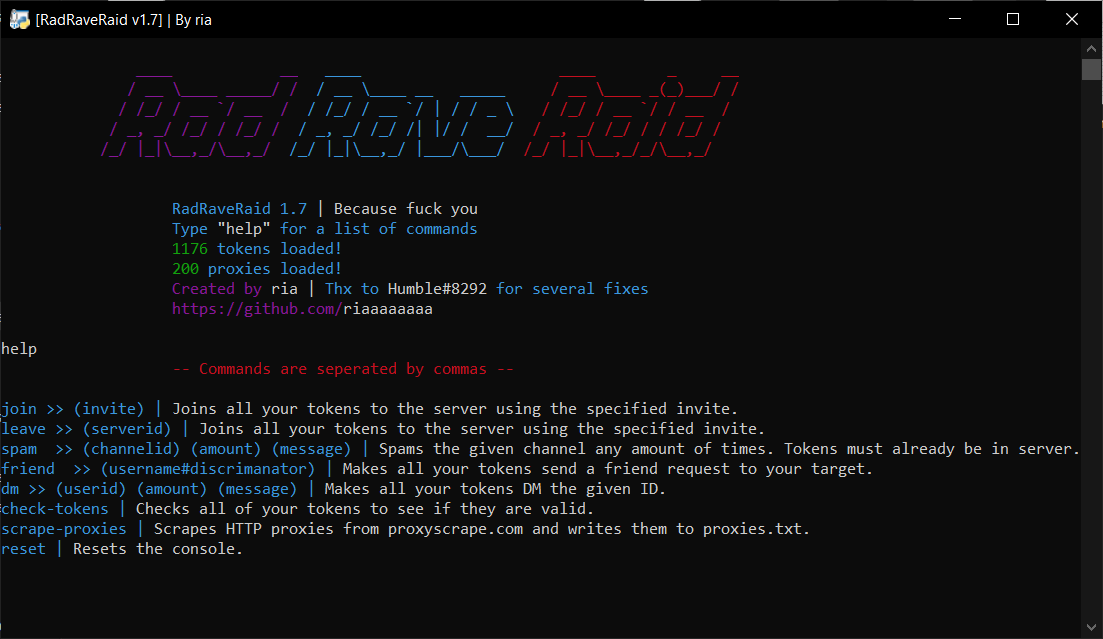 [RadRaveRaid v1.7] | By ria
Rad Rave Raid
RadRaveRaid 1.7 | Because fuck you
Type "help" for a list of commands
1176 tokens loaded!
200 proxies loaded!
Created by ria | Thx to Humble#8292 for several fixes
https://github.com/riaaaaaaaa
help
-- Commands are seperated by commas --
join >> (invite) | Joins all your tokens to the server using the specified invite.
leave >> (serverid) | Joins all your tokens to the server using the specified invite.
spam  >> (channelid) (amount) (message) | Spams the given channel any amount of times. Tokens must already be in server.
friend  >> (username#discrimanator) | Makes all your tokens send a friend request to your target.
dm >> (userid) (amount) (message) | Makes all your tokens DM the given ID.
check-tokens | Checks all of your tokens to see if they are valid.
scrape-proxies | Scrapes HTTP proxies from proxyscrape.com and writes them to proxies.txt.
reset | Resets the console.